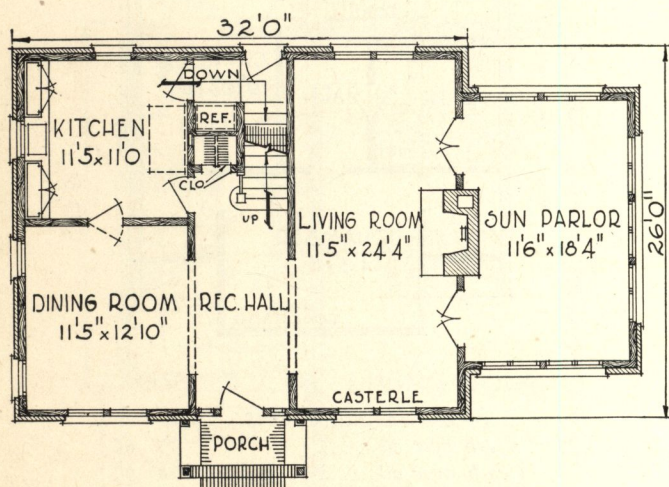 32'0"
DOWN
REF.
KITCHEN
11'5 x 11'0
CLO.
UP
LIVING ROOM
11'5" x 24'4"
SUN PARLOR
11'6" x 18'4"
26'0"
DINING ROOM
11'5" x 12'10"
REC. HALL
CASTERLE
PORCH